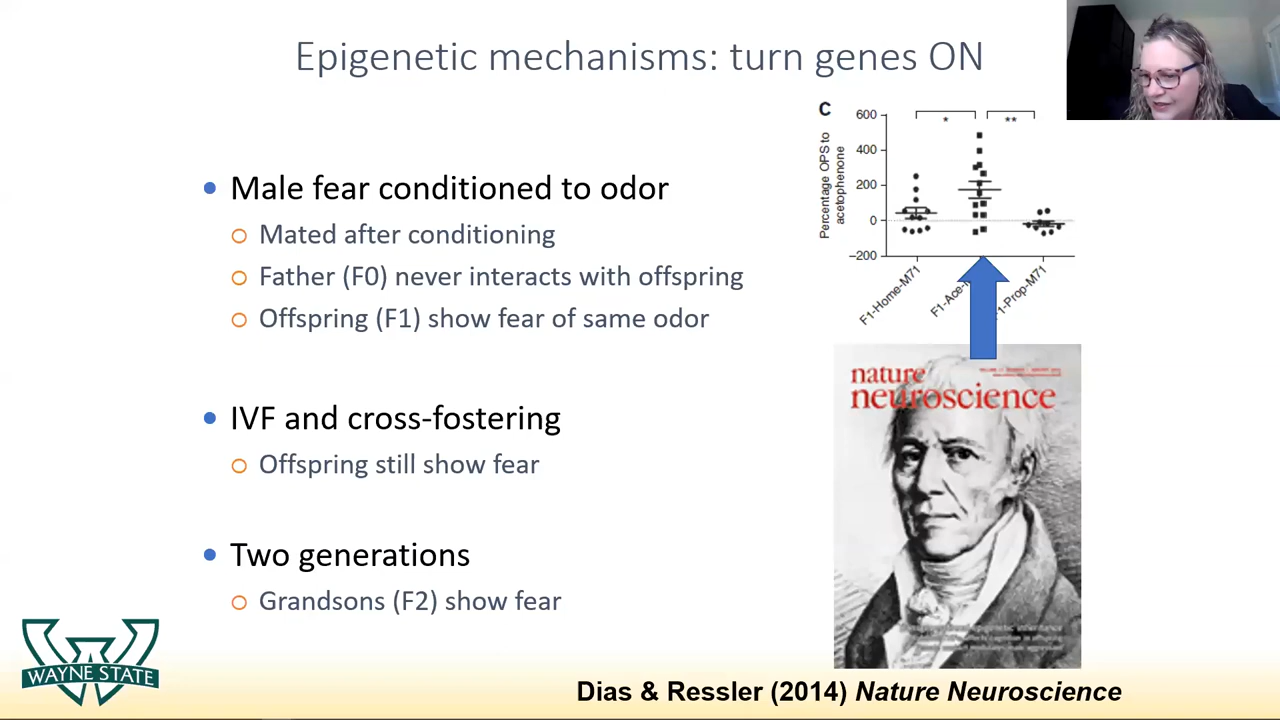 Epigenetic mechanisms: turn genes ON
Male fear conditioned to odor
Mated after conditioning
Father (F0) never interacts with offspring
Offspring (F1) show fear of same odor
IVF and cross-fostering
Offspring still show fear
Two generations
Grandsons (F2) show fear
C
Percentage OPS to
acetophenone
600
400
200
0
−200
*
**
F1-Home-M71
F1-Ace-
F1-Prop-M71
nature
neuroscience
WAYNE STATE
Dias & Ressler (2014) Nature Neuroscience